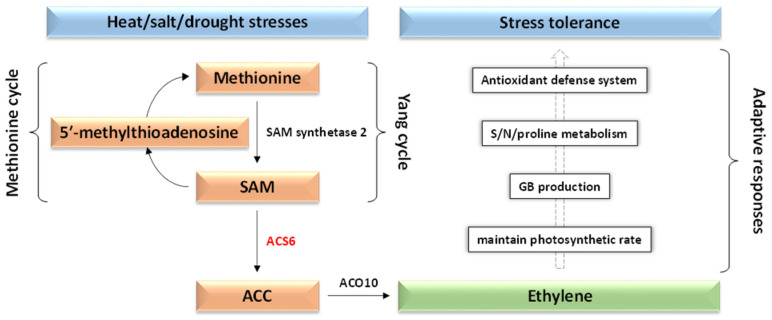 Heat/salt/drought stresses
Stress tolerance
Methionine cycle
Methionine
5′-methylthioadenosine
SAM synthetase 2
SAM
Yang cycle
ACS6
ACC
ACO10
Ethylene
Antioxidant defense system
S/N/proline metabolism
GB production
maintain photosynthetic rate
Adaptive responses